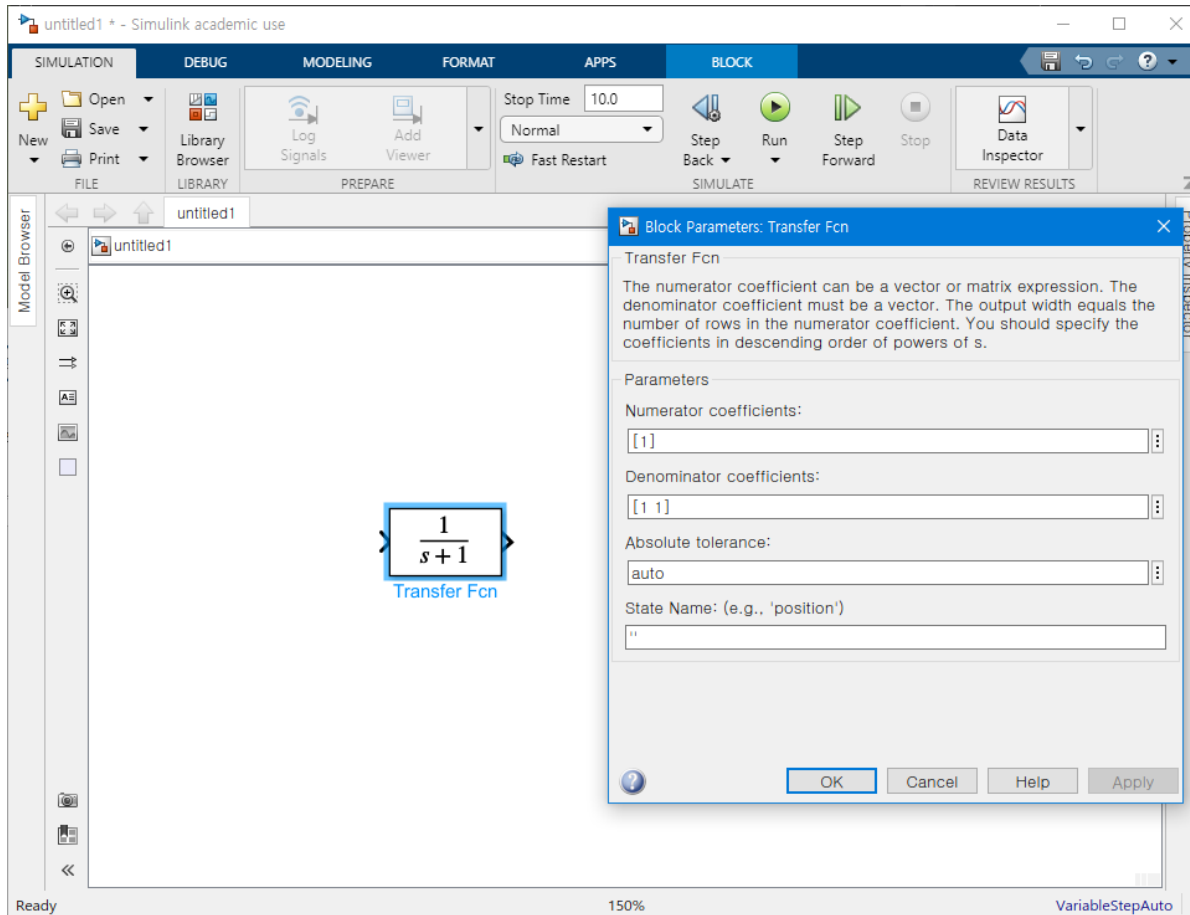 untitled1 * - Simulink academic use
SIMULATION DEBUG MODELING FORMAT APPS BLOCK
New
Open
Save
Print
FILE
Library
Browser
LIBRARY
Log
Signals
Add
Viewer
PREPARE
Stop Time 10.0
Normal
Fast Restart
Step
Back
Run
Step
Forward
Stop
SIMULATE
Data
Inspector
REVIEW RESULTS
Model Browser
untitled1
untitled1
1
s + 1
Transfer Fcn
Block Parameters: Transfer Fcn
Transfer Fcn
The numerator coefficient can be a vector or matrix expression. The
denominator coefficient must be a vector. The output width equals the
number of rows in the numerator coefficient. You should specify the
coefficients in descending order of powers of s.
Parameters
Numerator coefficients:
[1]
Denominator coefficients:
[1 1]
Absolute tolerance:
auto
State Name: (e.g., 'position')
''
OK Cancel Help Apply
Ready 150% VariableStepAuto